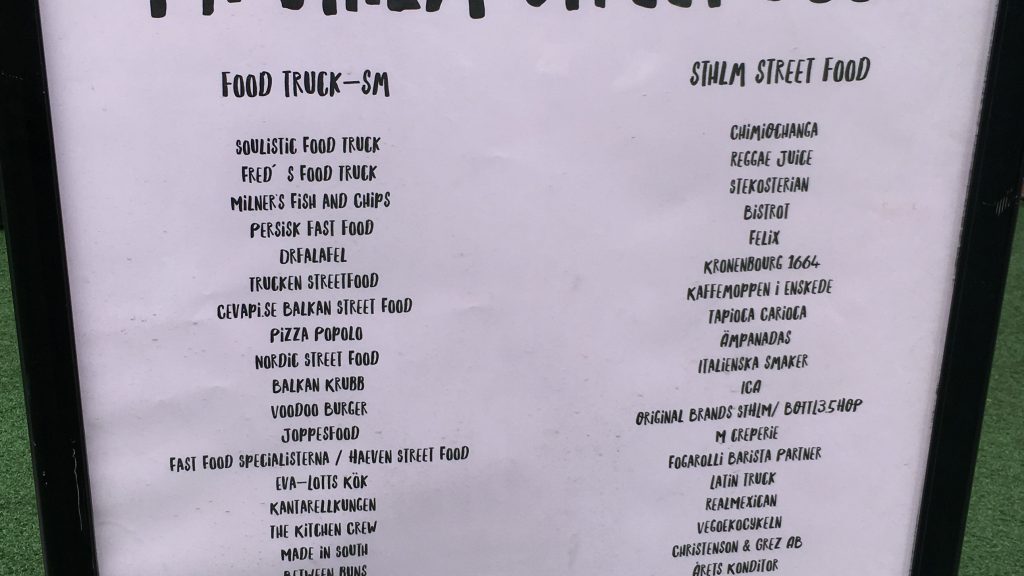 FOOD TRUCK-SM
SOULISTIC FOOD TRUCK
FRED´S FOOD TRUCK
MILNER'S FISH AND CHIPS
PERSISK FAST FOOD
DRFALAFEL
TRUCKEN STREETFOOD
CEVAPI.SE BALKAN STREET FOOD
PIZZA POPOLO
NORDIC STREET FOOD
BALKAN KRUBB
VOODOO BURGER
JOPPESFOOD
FAST FOOD SPECIALISTERNA / HAEVEN STREET FOOD
EVA-LOTTS KÖK
KANTARELLKUNGEN
THE KITCHEN CREW
MADE IN SOUTH
BETWEEN BUNS
STHLM STREET FOOD
CHIMIOCHANGA
REGGAE JUICE
STEKOSTERIAN
BISTROT
FELIX
KRONENBOURG 1664
KAFFEMOPPEN I ENSKEDE
TAPIOCA CARIOCA
ÄMPANADAS
ITALIENSKA SMAKER
ICA
ORIGINAL BRANDS STHLM/ BOTTL35HOP
M CREPERIE
FOGAROLLI BARISTA PARTNER
LATIN TRUCK
REALMEXICAN
VEGOEKOCYKELN
CHRISTENSON & GREZ AB
ÅRETS KONDITOR